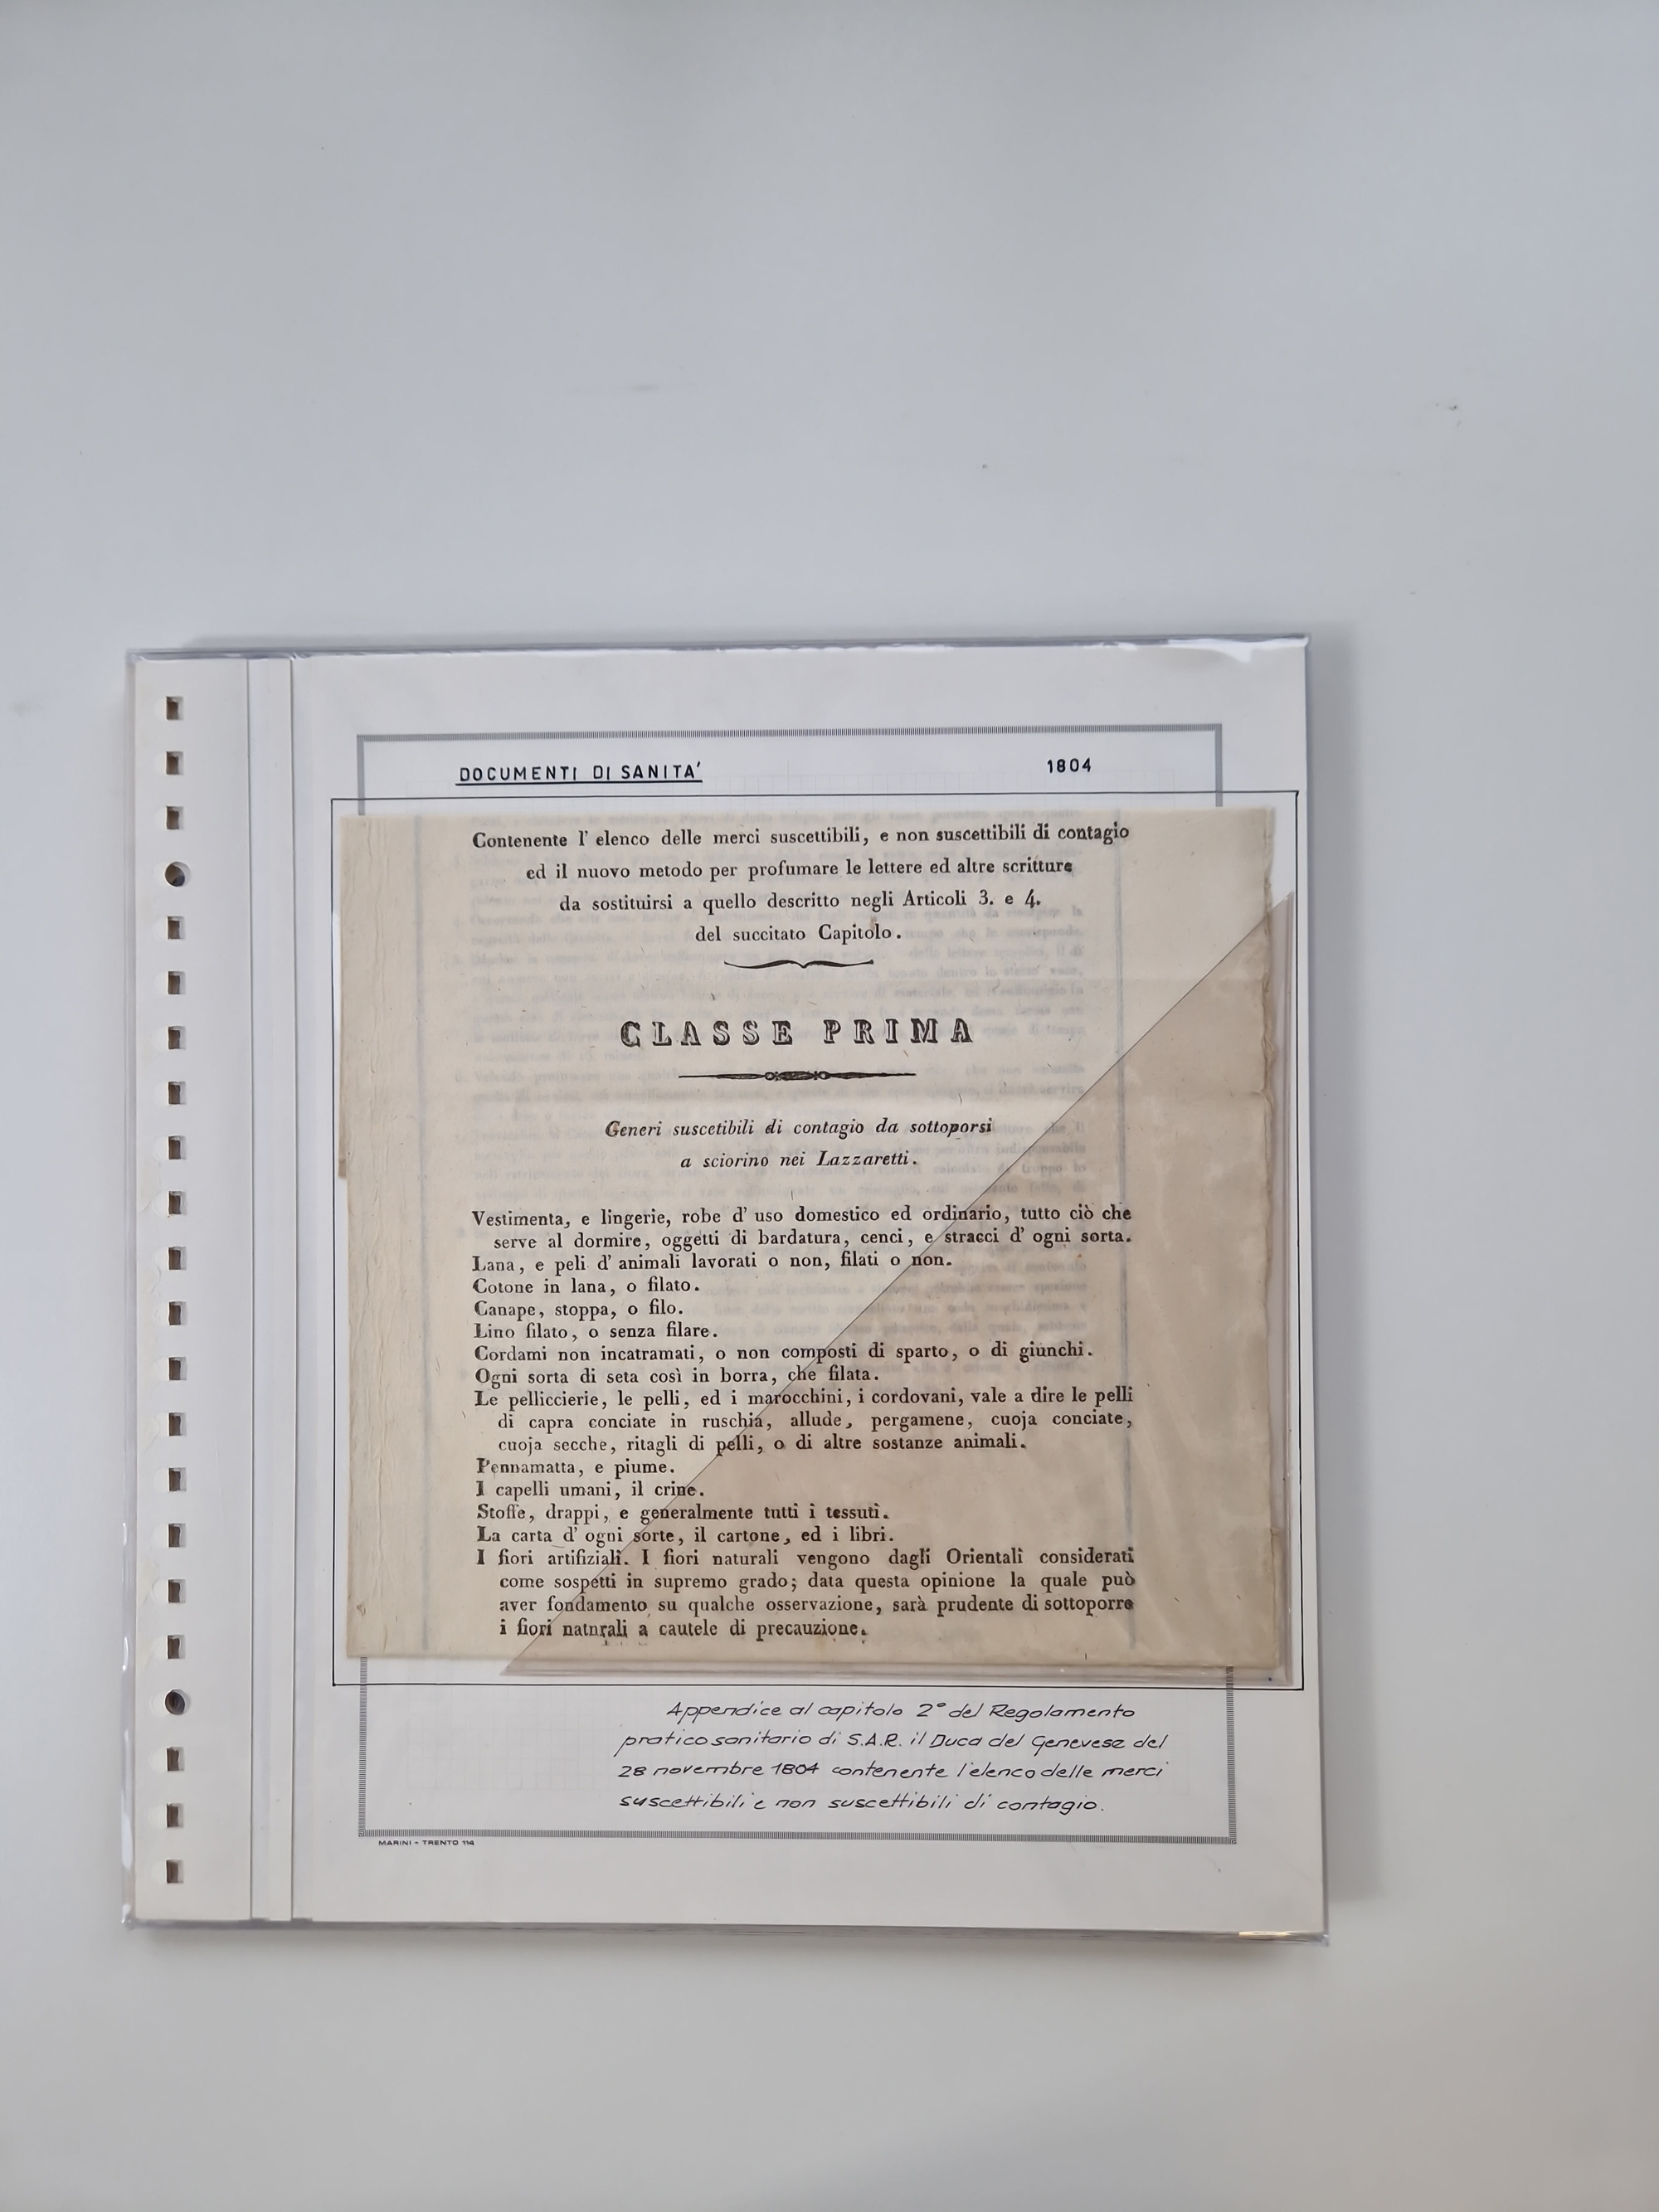 DOCUMENTI DI SANITA'
1804
Contenente l' elenco delle merci suscettibili, e non suscettibili di contagio
ed il nuovo metodo per profumare le lettere ed altre scritture
da sostituirsi a quello descritto negli Articoli 3. e 4.
del succitato Capitolo.
CLASSE PRIMA
Generi suscetibili di contagio da sottoporsi
a sciorino nei Lazzaretti.
Vestimenta, e lingerie, robe d' uso domestico ed ordinario, tutto ciò che
serve al dormire, oggetti di bardatura, cenci, e stracci d' ogni sorta.
Lana, e peli d' animali lavorati o non, filati o non.
Cotone in lana, o filato.
Canape, stoppa, o filo.
Lino filato, o senza filare.
Cordami non incatramati, o non composti di sparto, o di giunchi.
Ogni sorta di seta così in borra, che filata.
Le pelliccierie, le pelli, ed i marocchini, i cordovani, vale a dire le pelli
di capra conciate in ruschia, allude, pergamene, cuoja conciate,
cuoja secche, ritagli di pelli, o di altre sostanze animali.
Pennamatta, e piume.
I capelli umani, il crine.
Stoffe, drappi, e generalmente tutti i tessuti.
La carta d' ogni sorte, il cartone, ed i libri.
I fiori artifiziali. I fiori naturali vengono dagli Orientali considerati
come sospetti in supremo grado; data questa opinione la quale può
aver fondamento su qualche osservazione, sarà prudente di sottoporre
i fiori natnrali a cautele di precauzione.
Appendice al capitolo 2° del Regolamento
pratico sanitario di S.A.R. il Duca del Genevese del
28 novembre 1804 contenente l'elenco delle merci
suscettibili e non suscettibili di contagio.
MARINI - TRENTO 114